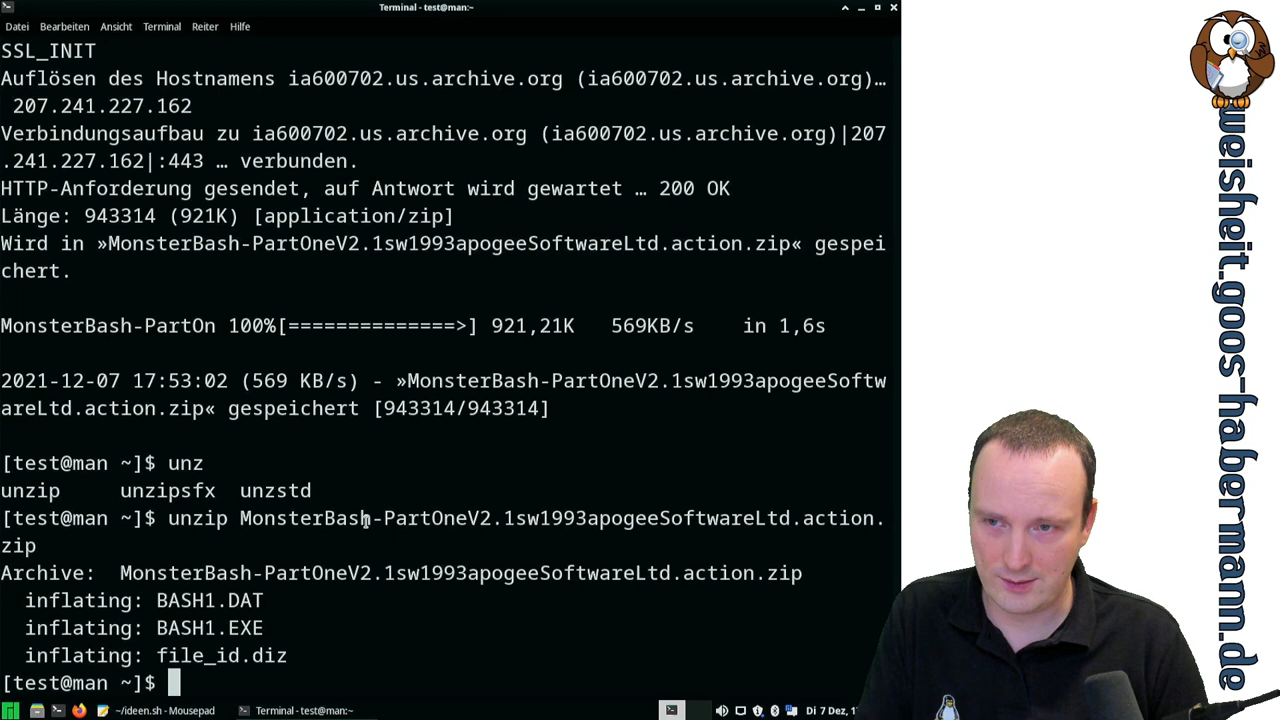 Terminal - test@man:~
Datei Bearbeiten Ansicht Terminal Reiter Hilfe
SSL_INIT
Auflösen des Hostnamens ia600702.us.archive.org (ia600702.us.archive.org)…
207.241.227.162
Verbindungsaufbau zu ia600702.us.archive.org (ia600702.us.archive.org)|207
.241.227.162|:443 … verbunden.
HTTP-Anforderung gesendet, auf Antwort wird gewartet … 200 OK
Länge: 943314 (921K) [application/zip]
Wird in »MonsterBash-PartOneV2.1sw1993apogeeSoftwareLtd.action.zip« gespei
chert.
MonsterBash-PartOn 100%[==============>] 921,21K 569KB/s in 1,6s
2021-12-07 17:53:02 (569 KB/s) - »MonsterBash-PartOneV2.1sw1993apogeeSoftw
areLtd.action.zip« gespeichert [943314/943314]
[test@man ~]$ unz
unzip unzipsfx unzstd
[test@man ~]$ unzip MonsterBash-PartOneV2.1sw1993apogeeSoftwareLtd.action.
zip
Archive: MonsterBash-PartOneV2.1sw1993apogeeSoftwareLtd.action.zip
inflating: BASH1.DAT
inflating: BASH1.EXE
inflating: file_id.diz
[test@man ~]$
~/ideen.sh - Mousepad
Terminal - test@man:~
Di 7 Dez, 1
weisheit.goos-habermann.de